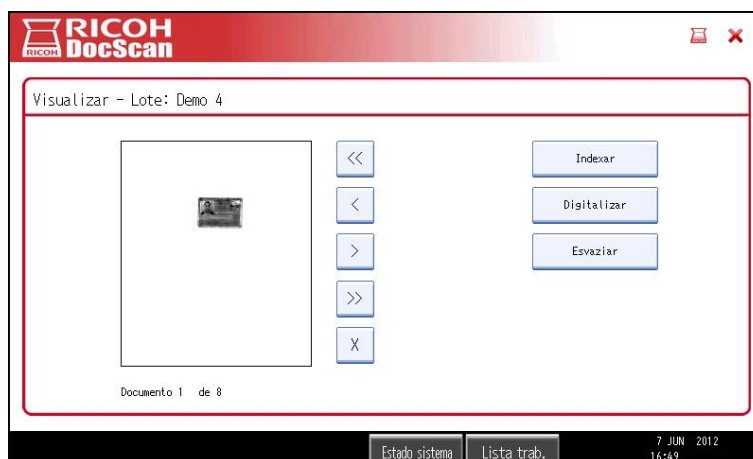 RICOH
RICOH DocScan
Visualizar - Lote: Demo 4
<<
<
>
>>
X
Documento 1 de 8
Indexar
Digitalizar
Esvaziar
Estado sistema
Lista trab.
7 JUN 2012
16:49